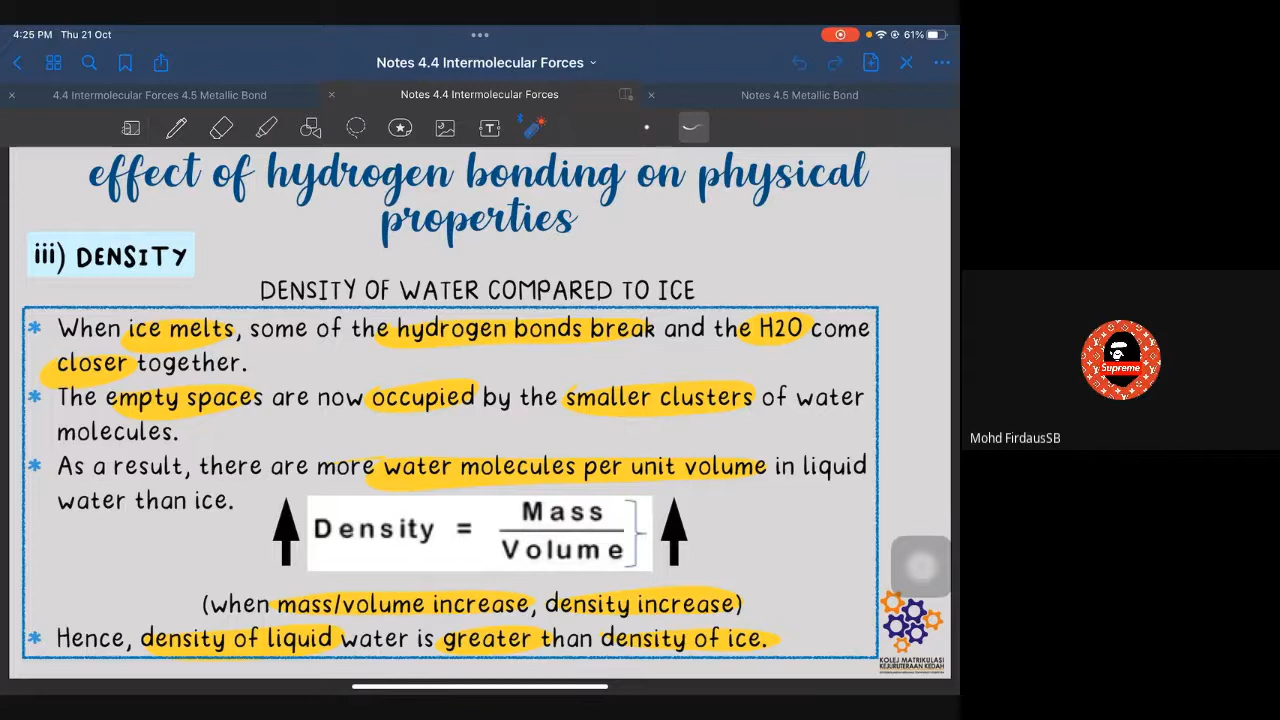 4:25 PM Thu 21 Oct
61%
Notes 4.4 Intermolecular Forces
4.4 Intermolecular Forces 4.5 Metallic Bond
Notes 4.4 Intermolecular Forces
Notes 4.5 Metallic Bond
effect of hydrogen bonding on physical
properties
iii) DENSITY
DENSITY OF WATER COMPARED TO ICE
* When ice melts, some of the hydrogen bonds break and the H2O come
closer together.
* The empty spaces are now occupied by the smaller clusters of water
molecules.
* As a result, there are more water molecules per unit volume in liquid
water than ice.
Density = Mass
Volume
(when mass/volume increase, density increase)
* Hence, density of liquid water is greater than density of ice.
KOLEJ MATRIKULASI
KEJURUTERAAN KEDAH
Supreme
Mohd FirdausSB